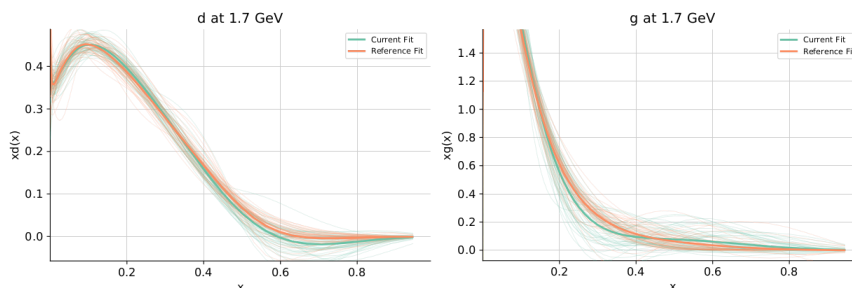 d at 1.7 GeV
Current Fit
Reference Fit
xd(x)
0.4
0.3
0.2
0.1
0.0
0.2
0.4
0.6
0.8
x
g at 1.7 GeV
Current Fit
Reference Fit
xg(x)
1.4
1.2
1.0
0.8
0.6
0.4
0.2
0.0
0.2
0.4
0.6
0.8
x